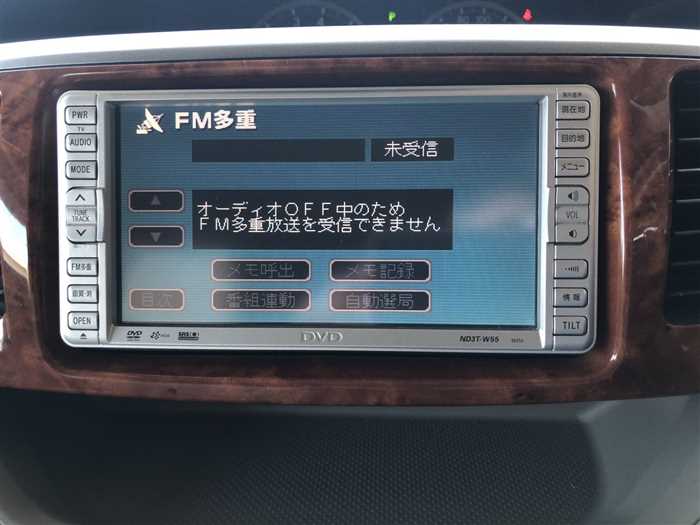 PWR
TV
AUDIO
MODE
TUNE
TRACK
FM多重
OPEN
FM多重
未受信
オーディオOFF中のため
FM多重放送を受信できません
メモ呼出
メモ記録
目次
番組連動
自動選局
現在地
目的地
メニュー
VOL
情報
TILT
DVD
DVD
ND3T-W55